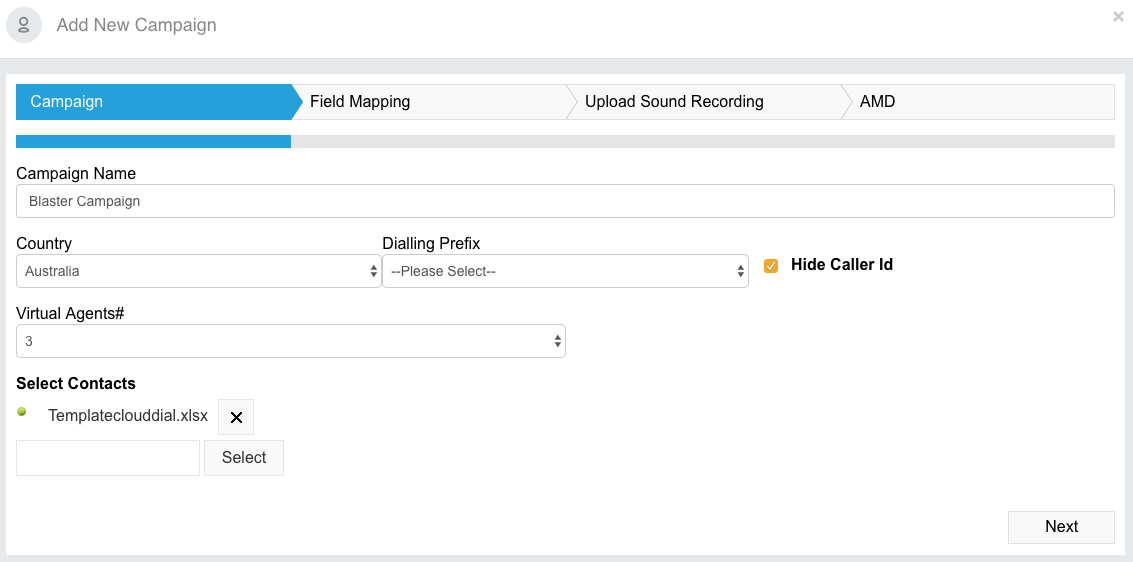 Add New Campaign
Campaign
Field Mapping
Upload Sound Recording
AMD
Campaign Name
Blaster Campaign
Country
Dialling Prefix
Australia
--Please Select--
Hide Caller Id
Virtual Agents#
3
Select Contacts
Templateclouddial.xlsx
Select
Next